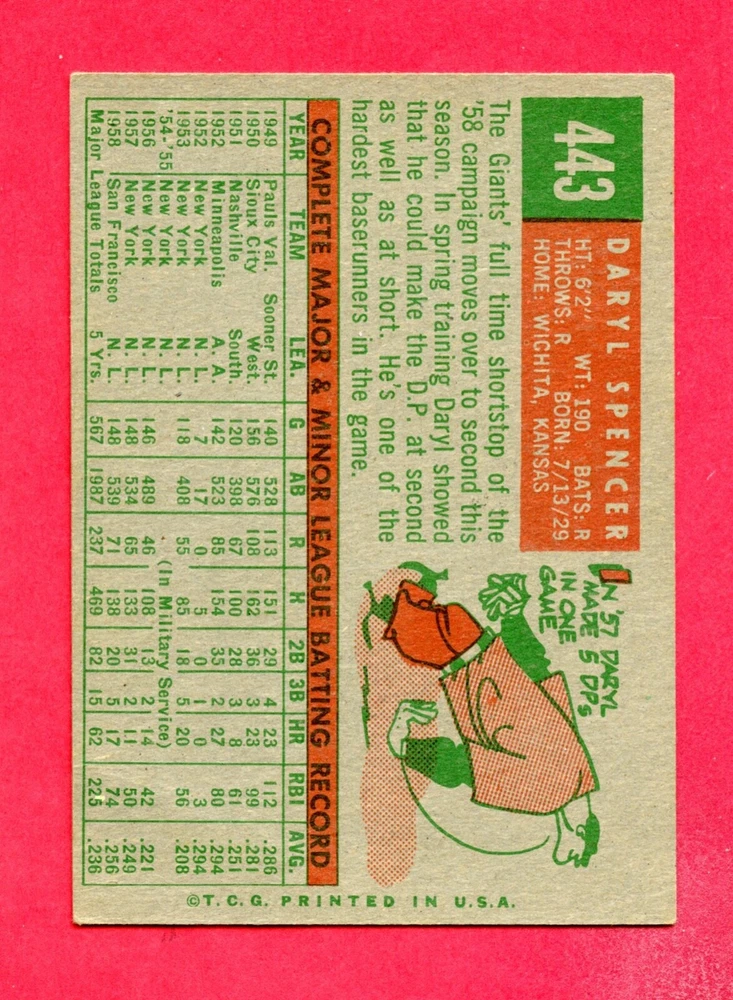 443
DARYL SPENCER
HT: 6'2" WT: 190 BATS: R
THROWS: R BORN: 7/13/29
HOME: WICHITA, KANSAS
The Giants' full time shortstop of the
'58 campaign moves over to second this
season. In spring training Daryl showed
that he could make the D.P. at second
as well as at short. He's one of the
hardest baserunners in the game.
IN '57 DARYL
MADE 5 DPs
IN ONE
GAME
COMPLETE MAJOR & MINOR LEAGUE BATTING RECORD
YEAR TEAM LEA G AB R H 2B 3B HR RBI AVG.
1949 Pauls Val. Sooner St. 140 528 113 151 29 4 23 112 .286
1950 Sioux City West. 156 576 108 162 36 3 23 99 .281
1951 Nashville South. 120 398 67 100 28 3 8 61 .251
1952 Minneapolis A. A. 142 523 85 154 35 2 27 80 .294
1952 New York N. L. 7 17 0 5 0 1 0 3 .294
1953 New York N. L. 118 408 55 85 18 5 20 56 .208
'54-'55 (In Military Service)
1956 New York N. L. 146 489 46 108 13 2 14 42 .221
1957 New York N. L. 148 534 65 133 31 2 11 50 .249
1958 San Francisco N. L. 148 539 71 138 20 5 17 74 .256
Major League Totals 5 Yrs. 567 1987 237 469 82 15 62 225 .236
©T.C.G. PRINTED IN U.S.A.